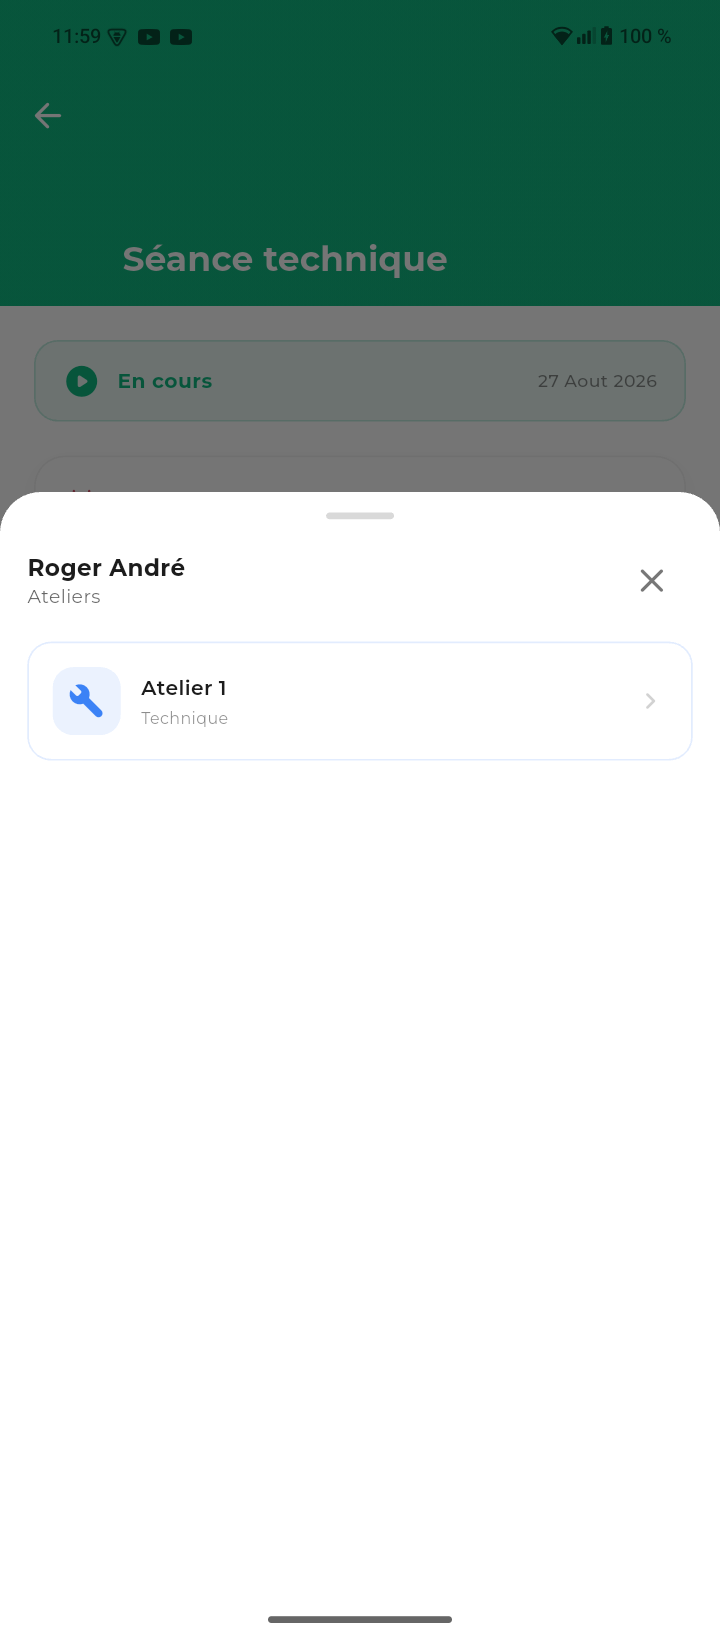 11:59
100 %
Séance technique
En cours
27 Aout 2026
Roger André
Ateliers
Atelier 1
Technique